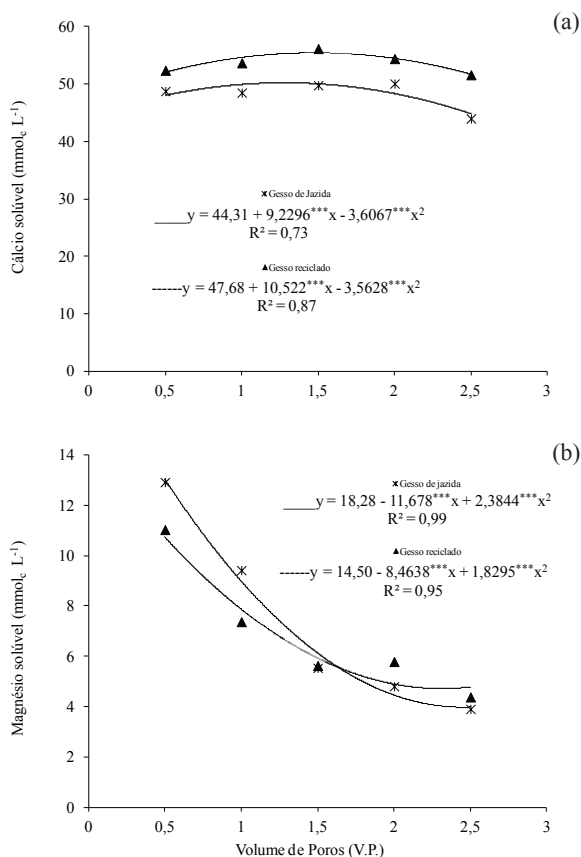 (a)
60
50
40
30
20
10
0
Cálcio solúvel (mmolc L-1)
Gesso de Jazida
y = 44,31 + 9,2296***x - 3,6067***x²
R² = 0,73
Gesso reciclado
------y = 47,68 + 10,522***x - 3,5628***x²
R² = 0,87
0 0,5 1 1,5 2 2,5 3
(b)
14
12
10
8
6
4
2
0
Magnésio solúvel (mmolc L-1)
Gesso de jazida
y = 18,28 - 11,678***x + 2,3844***x²
R² = 0,99
Gesso reciclado
------y = 14,50 - 8,4638***x + 1,8295***x²
R² = 0,95
0 0,5 1 1,5 2 2,5 3
Volume de Poros (V.P.)